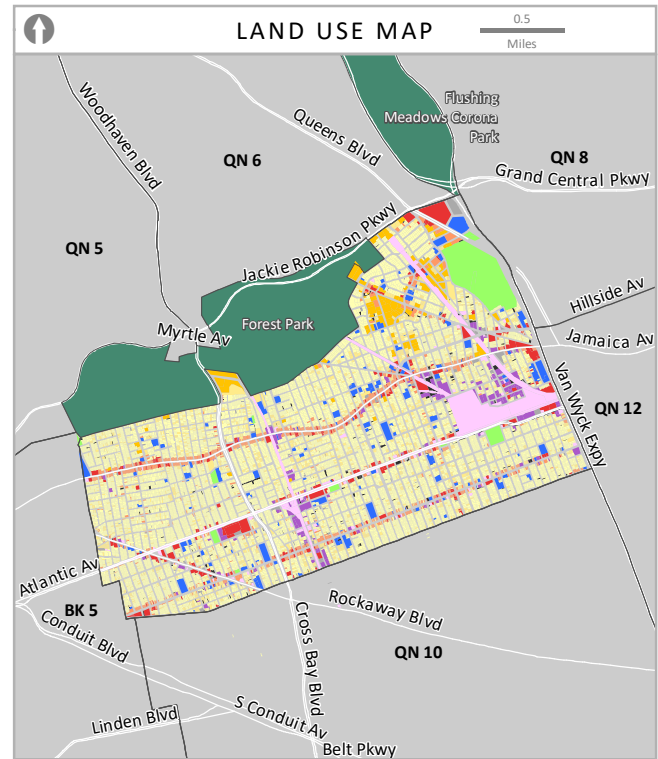 LAND USE MAP
0.5
Miles
Woodhaven Blvd
Flushing
Meadows Corona
Park
Queens Blvd
QN 6
QN 8
Grand Central Pkwy
QN 5
Jackie Robinson Pkwy
Hillside Av
Forest Park
Myrtle Av
Jamaica Av
Van Wyck Expy
QN 12
Atlantic Av
BK 5
Rockaway Blvd
Conduit Blvd
Cross Bay Blvd
QN 10
S Conduit Av
Linden Blvd
Belt Pkwy